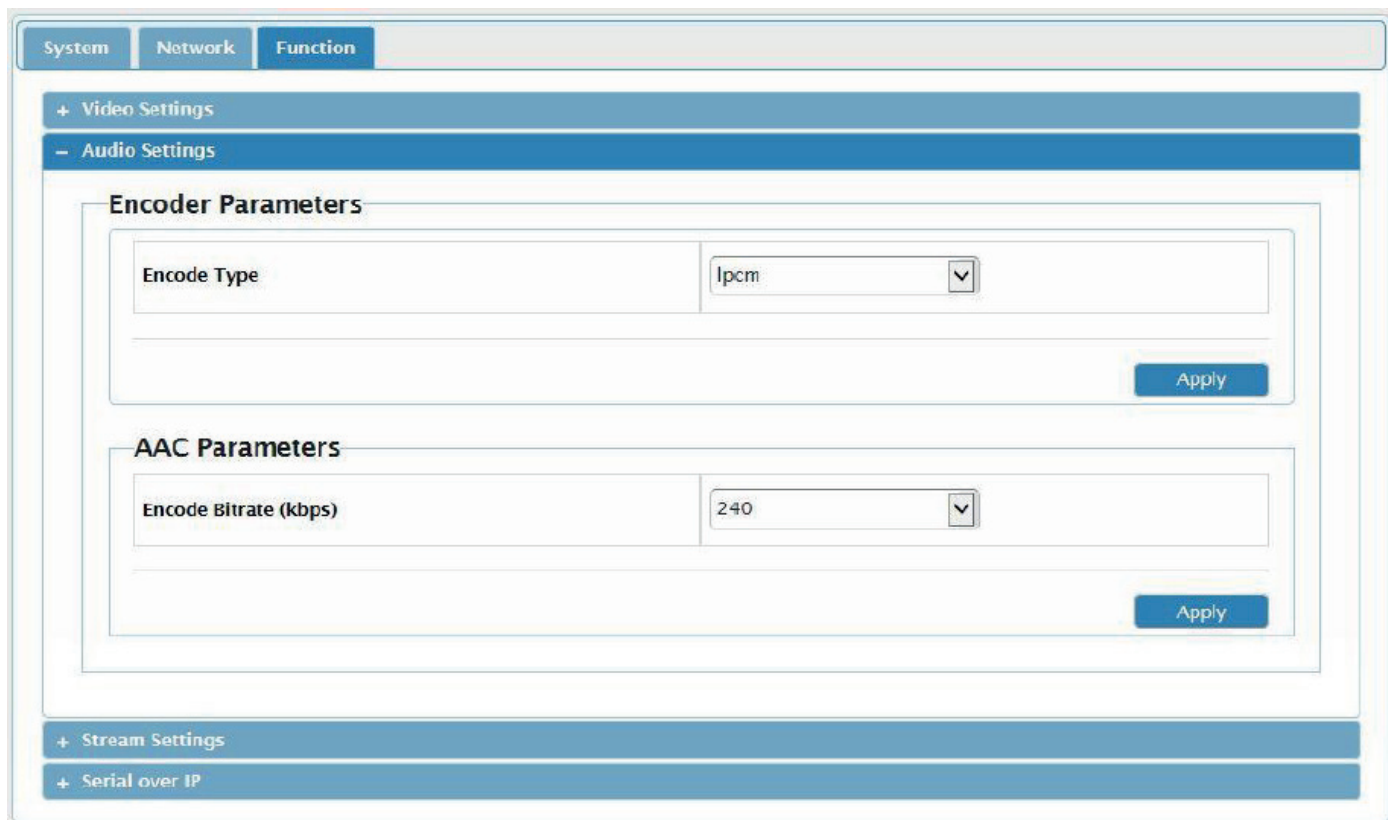 System Network Function
+ Video Settings
– Audio Settings
Encoder Parameters
Encode Type lpcm
Apply
AAC Parameters
Encode Bitrate (kbps) 240
Apply
+ Stream Settings
+ Serial over IP